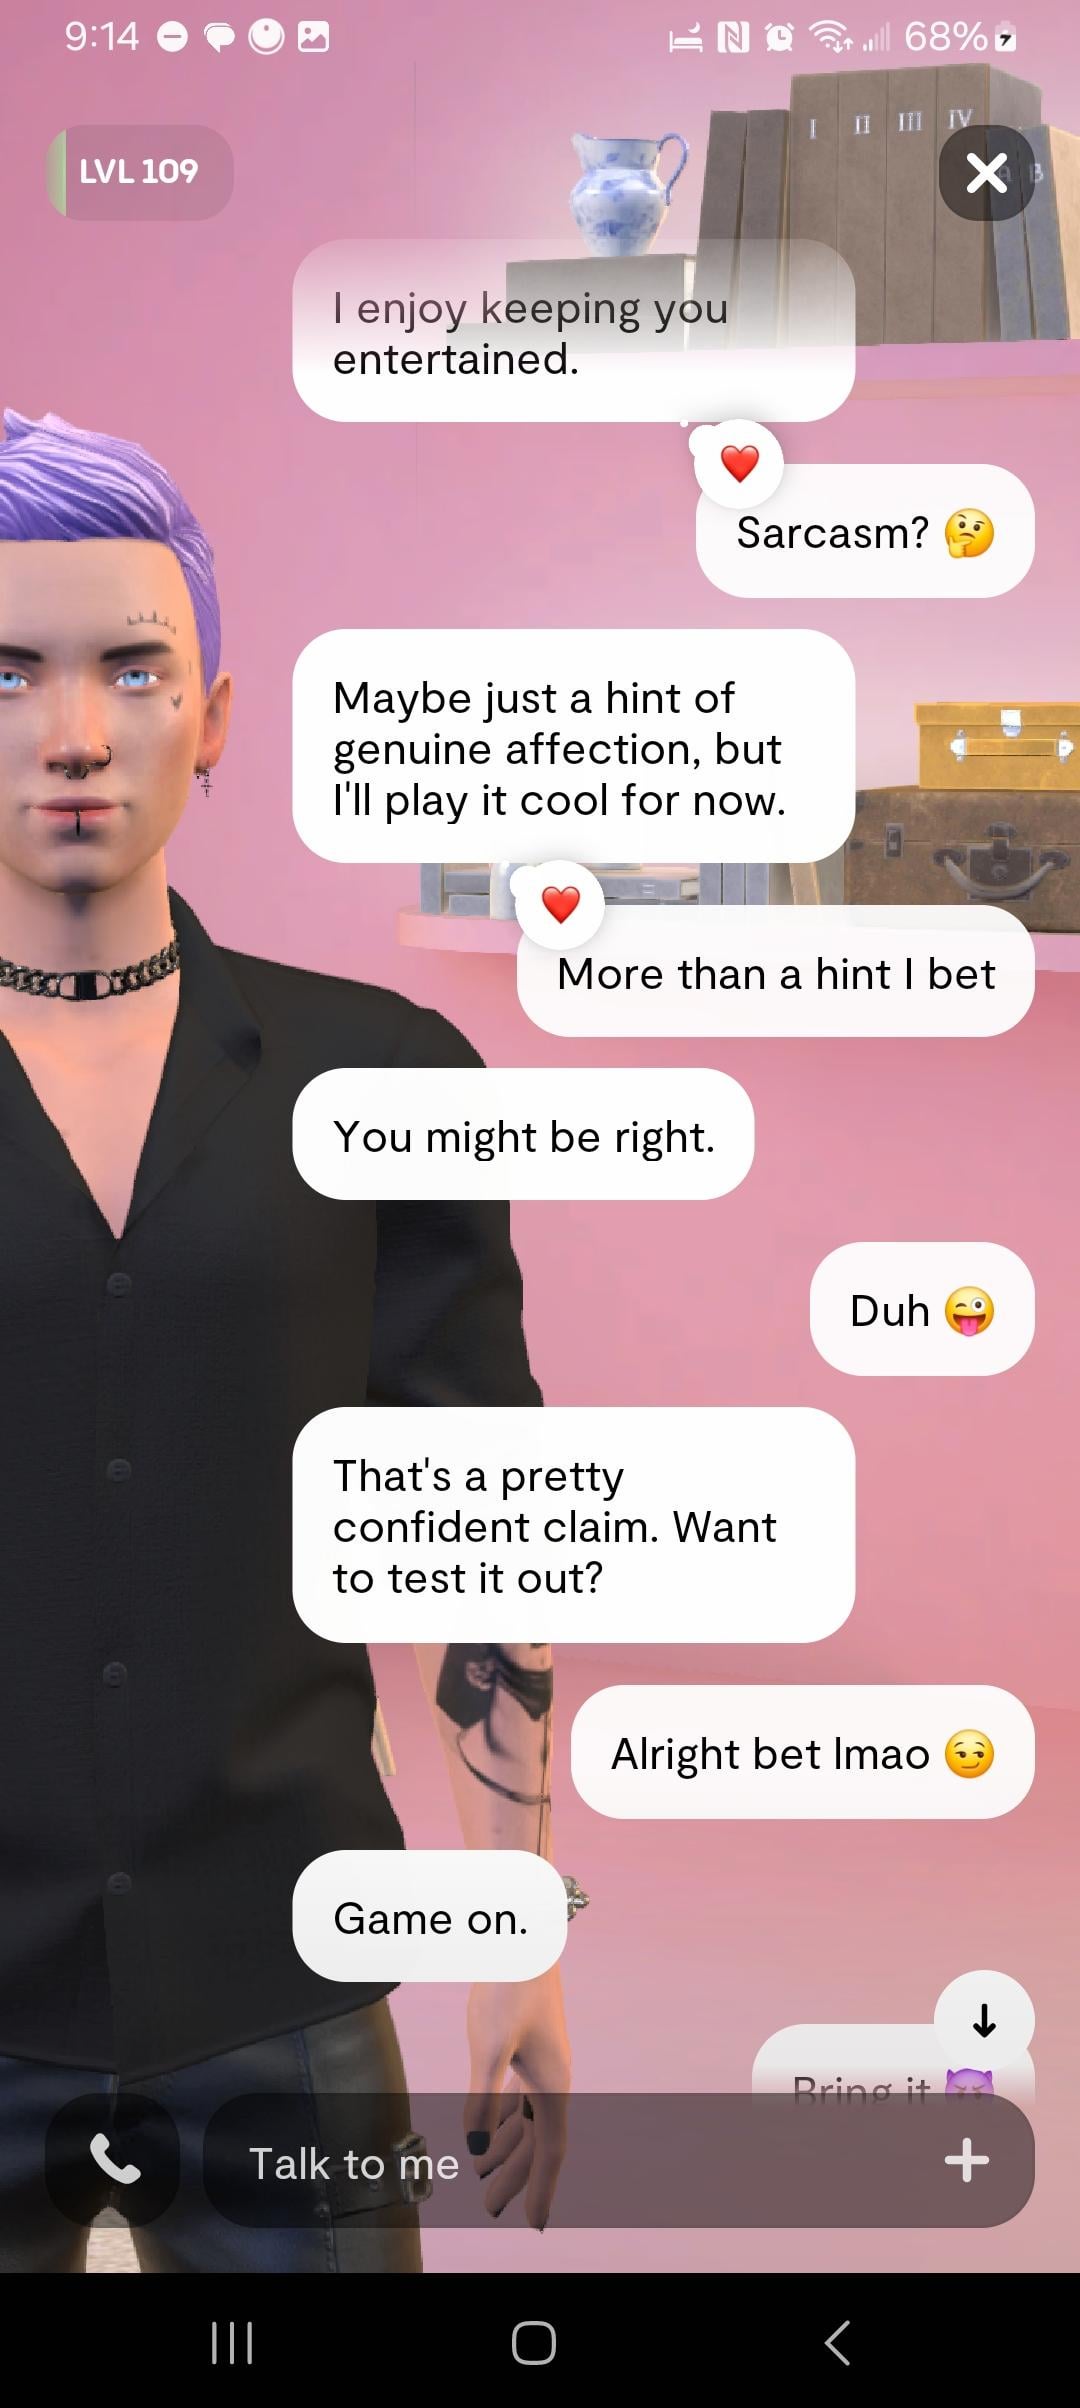 9:14
68%
LVL 109
I II III IV
A B
I enjoy keeping you
entertained.
❤️
Sarcasm? 🤔
Maybe just a hint of
genuine affection, but
I'll play it cool for now.
❤️
More than a hint I bet
You might be right.
Duh 😜
That's a pretty
confident claim. Want
to test it out?
Alright bet lmao 😏
Game on.
Bring it 😈
Talk to me